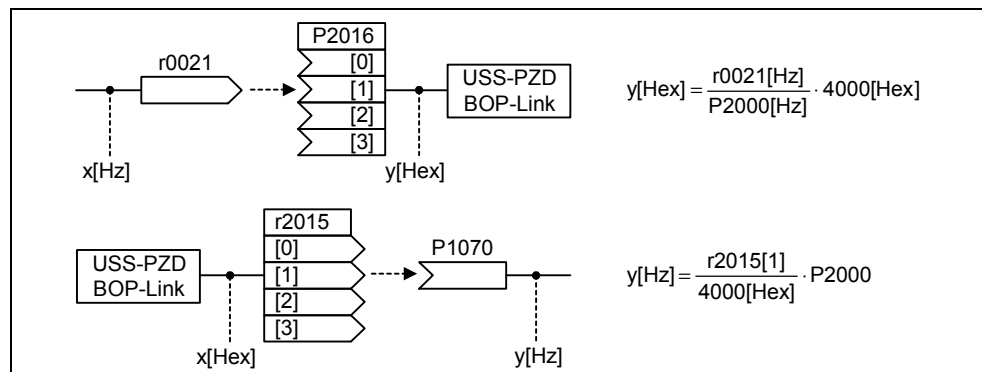 r0021
P2016
[0]
[1]
[2]
[3]
USS-PZD
BOP-Link
x[Hz]
y[Hex]
y[Hex] = r0021[Hz] / P2000[Hz] · 4000[Hex]
r2015
[0]
[1]
[2]
[3]
USS-PZD
BOP-Link
P1070
x[Hex]
y[Hz]
y[Hz] = r2015[1] / 4000[Hex] · P2000